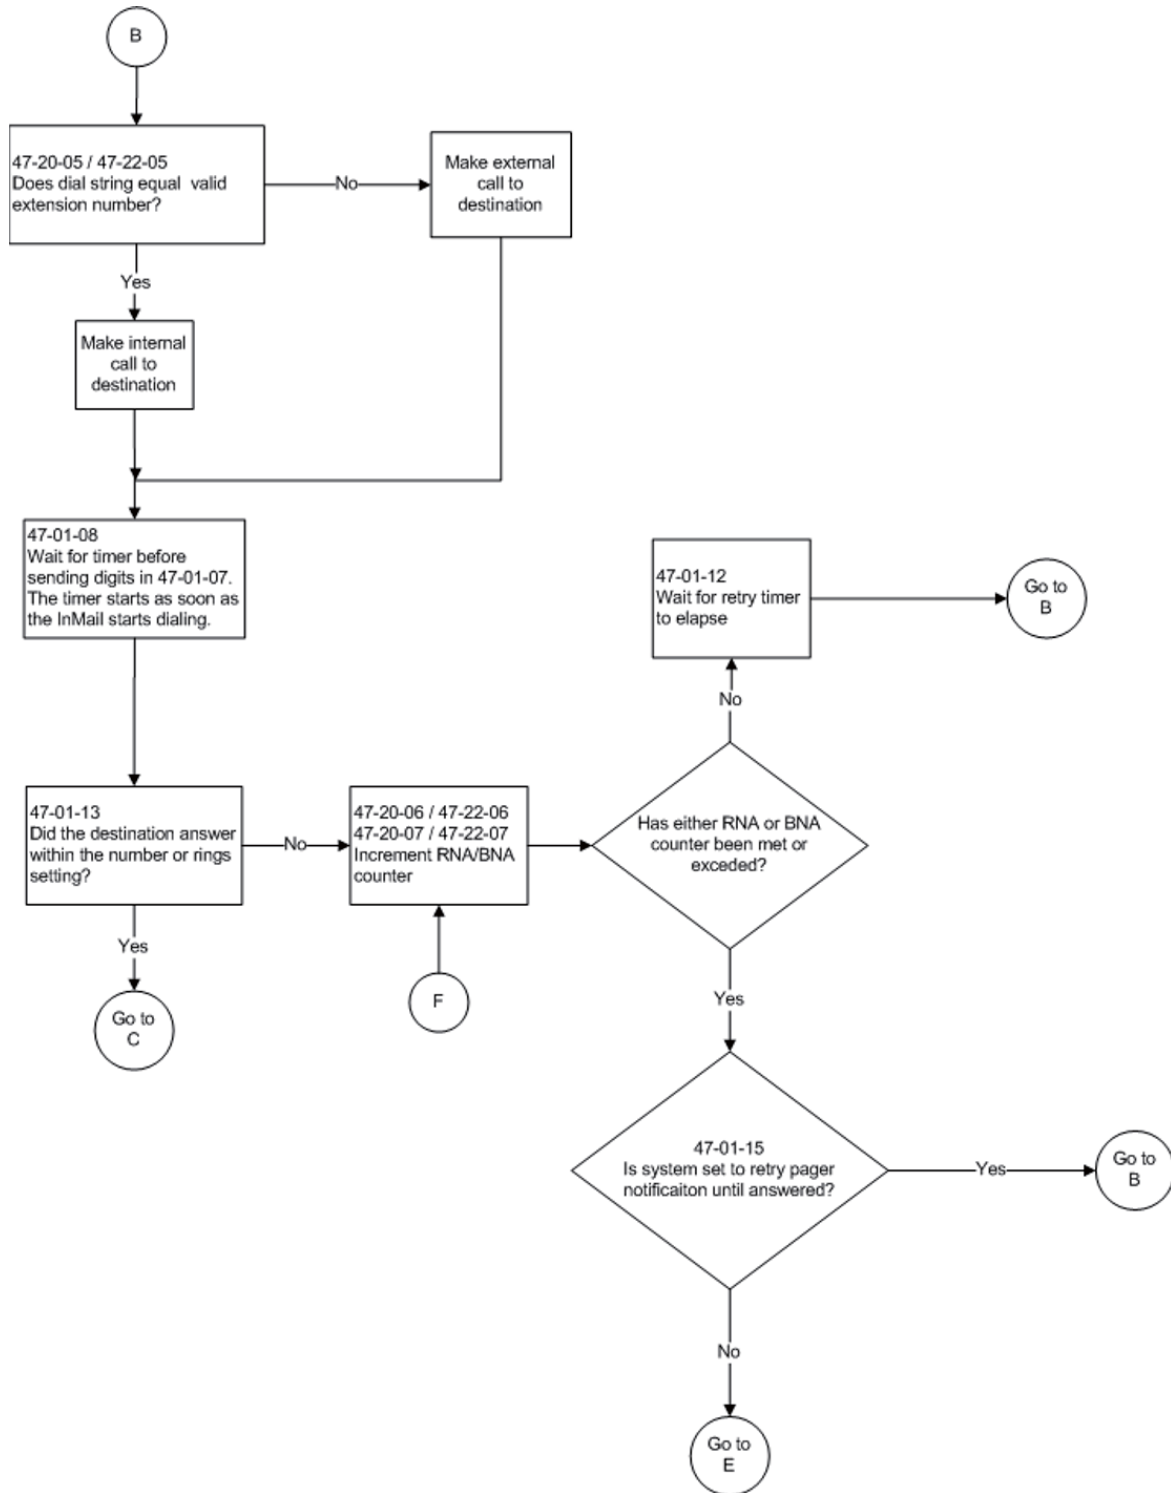 B
47-20-05 / 47-22-05
Does dial string equal valid
extension number?
No
Make external
call to
destination
Yes
Make internal
call to
destination
47-01-08
Wait for timer before
sending digits in 47-01-07.
The timer starts as soon as
the InMail starts dialing.
47-01-12
Wait for retry timer
to elapse
Go to
B
No
47-01-13
Did the destination answer
within the number or rings
setting?
No
47-20-06 / 47-22-06
47-20-07 / 47-22-07
Increment RNA/BNA
counter
Has either RNA or BNA
counter been met or
exceded?
Yes
Go to
C
F
Yes
47-01-15
Is system set to retry pager
notificaiton until answered?
Yes
Go to
B
No
Go to
E